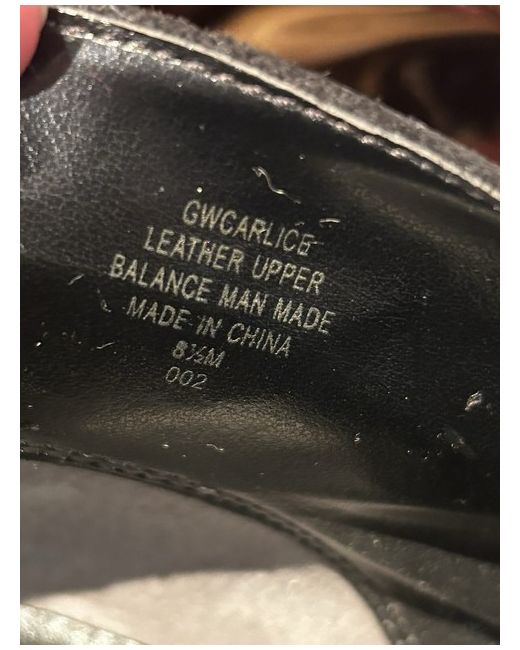 GWCARLICE
LEATHER UPPER
BALANCE MAN MADE
MADE IN CHINA
8½M
002